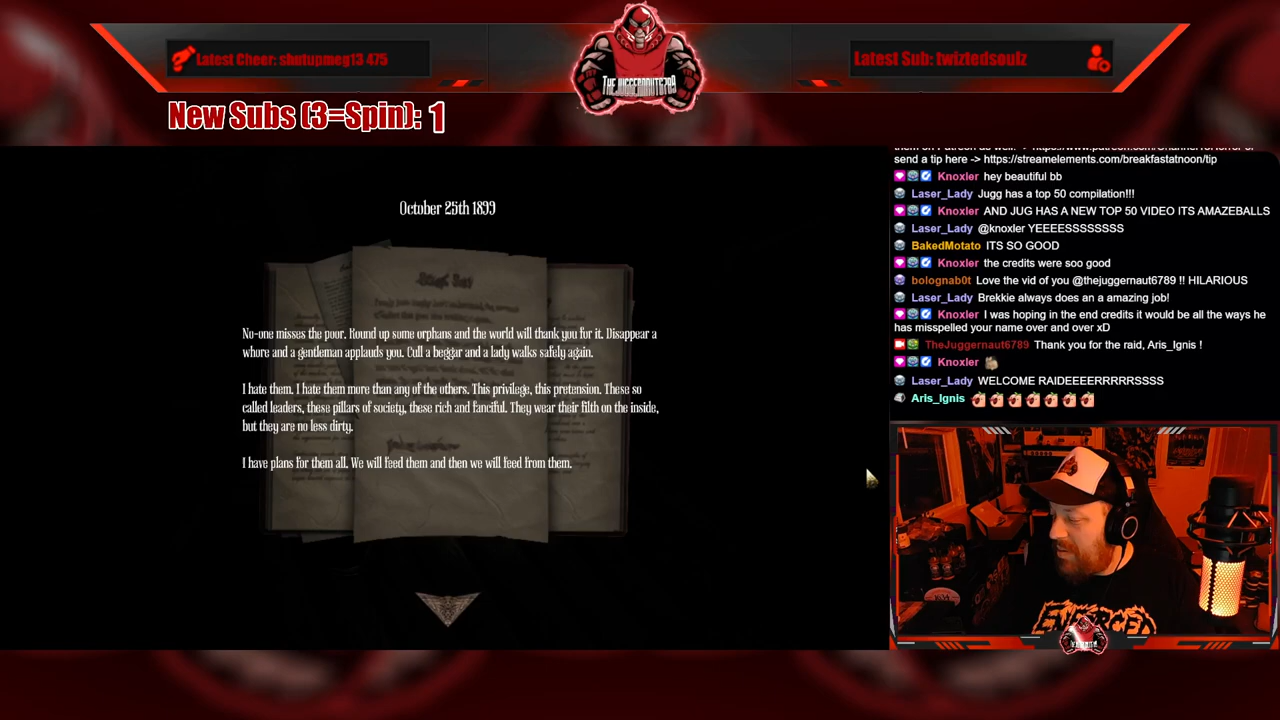 Latest Cheer: shutupmeg13 475
THEJUGGERNAUT6789
Latest Sub: twiztedsoulz
New Subs (3=Spin): 1
October 25th 1899
No-one misses the poor. Round up some orphans and the world will thank you for it. Disappear a
whore and a gentleman applauds you. Cull a beggar and a lady walks safely again.
I hate them. I hate them more than any of the others. This privilege, this pretension. These so
called leaders, these pillars of society, these rich and fanciful. They wear their filth on the inside,
but they are no less dirty.
I have plans for them all. We will feed them and then we will feed from them.
send a tip here -> https://streamelements.com/breakfastatnoon/tip
Knoxler hey beautiful bb
Laser_Lady Jugg has a top 50 compilation!!!
Knoxler AND JUG HAS A NEW TOP 50 VIDEO ITS AMAZEBALLS
Laser_Lady @knoxler YEEEESSSSSSSS
BakedMotato ITS SO GOOD
Knoxler the credits were soo good
bolognab0t Love the vid of you @thejuggernaut6789 !! HILARIOUS
Laser_Lady Brekkie always does an a amazing job!
Knoxler I was hoping in the end credits it would be all the ways he
has misspelled your name over and over xD
TheJuggernaut6789 Thank you for the raid, Aris_Ignis !
Knoxler
Laser_Lady WELCOME RAIDEEEERRRRRSSSS
Aris_Ignis
ENFORCED